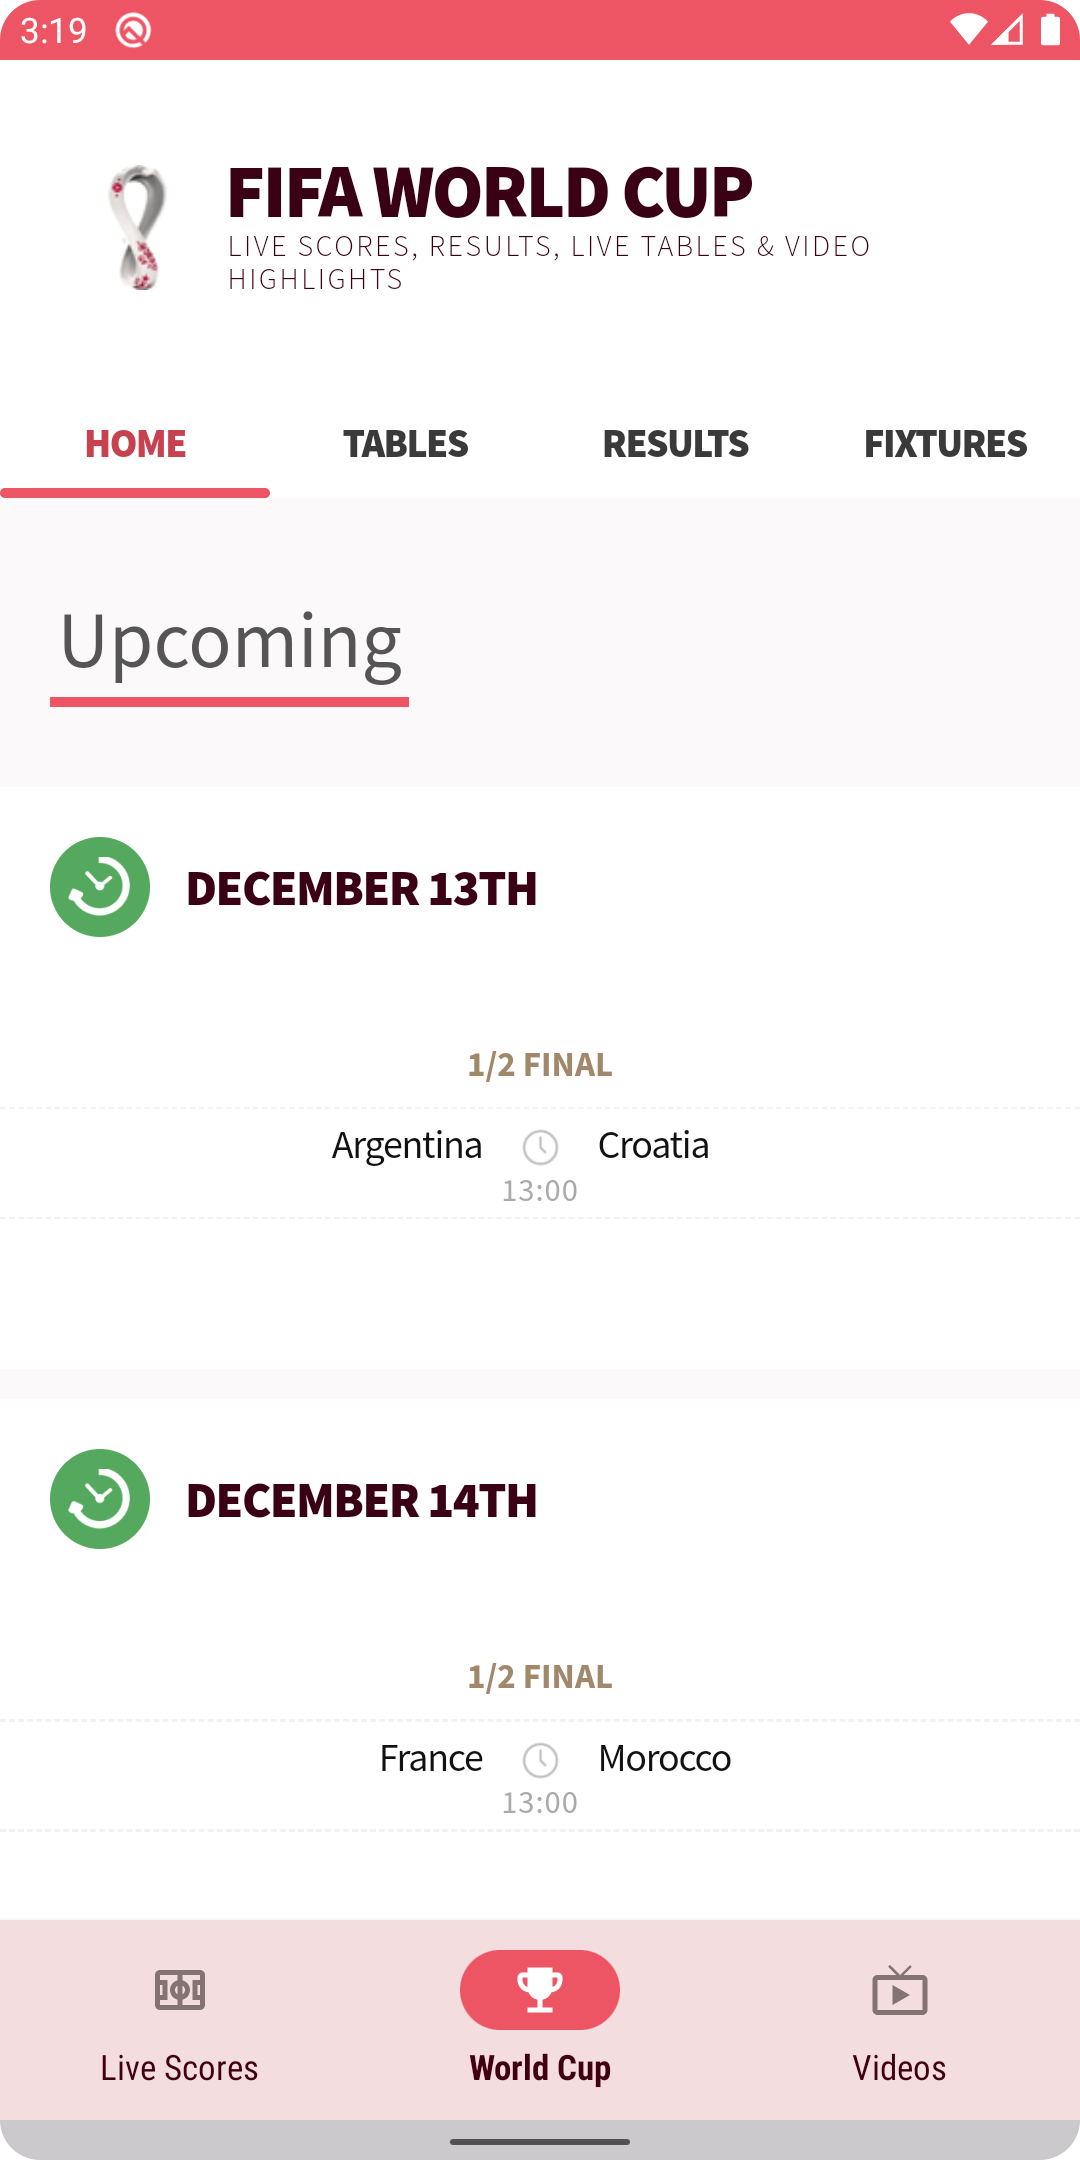 3:19
FIFA WORLD CUP
LIVE SCORES, RESULTS, LIVE TABLES & VIDEO
HIGHLIGHTS
HOME TABLES RESULTS FIXTURES
Upcoming
DECEMBER 13TH
1/2 FINAL
Argentina Croatia
13:00
DECEMBER 14TH
1/2 FINAL
France Morocco
13:00
Live Scores World Cup Videos